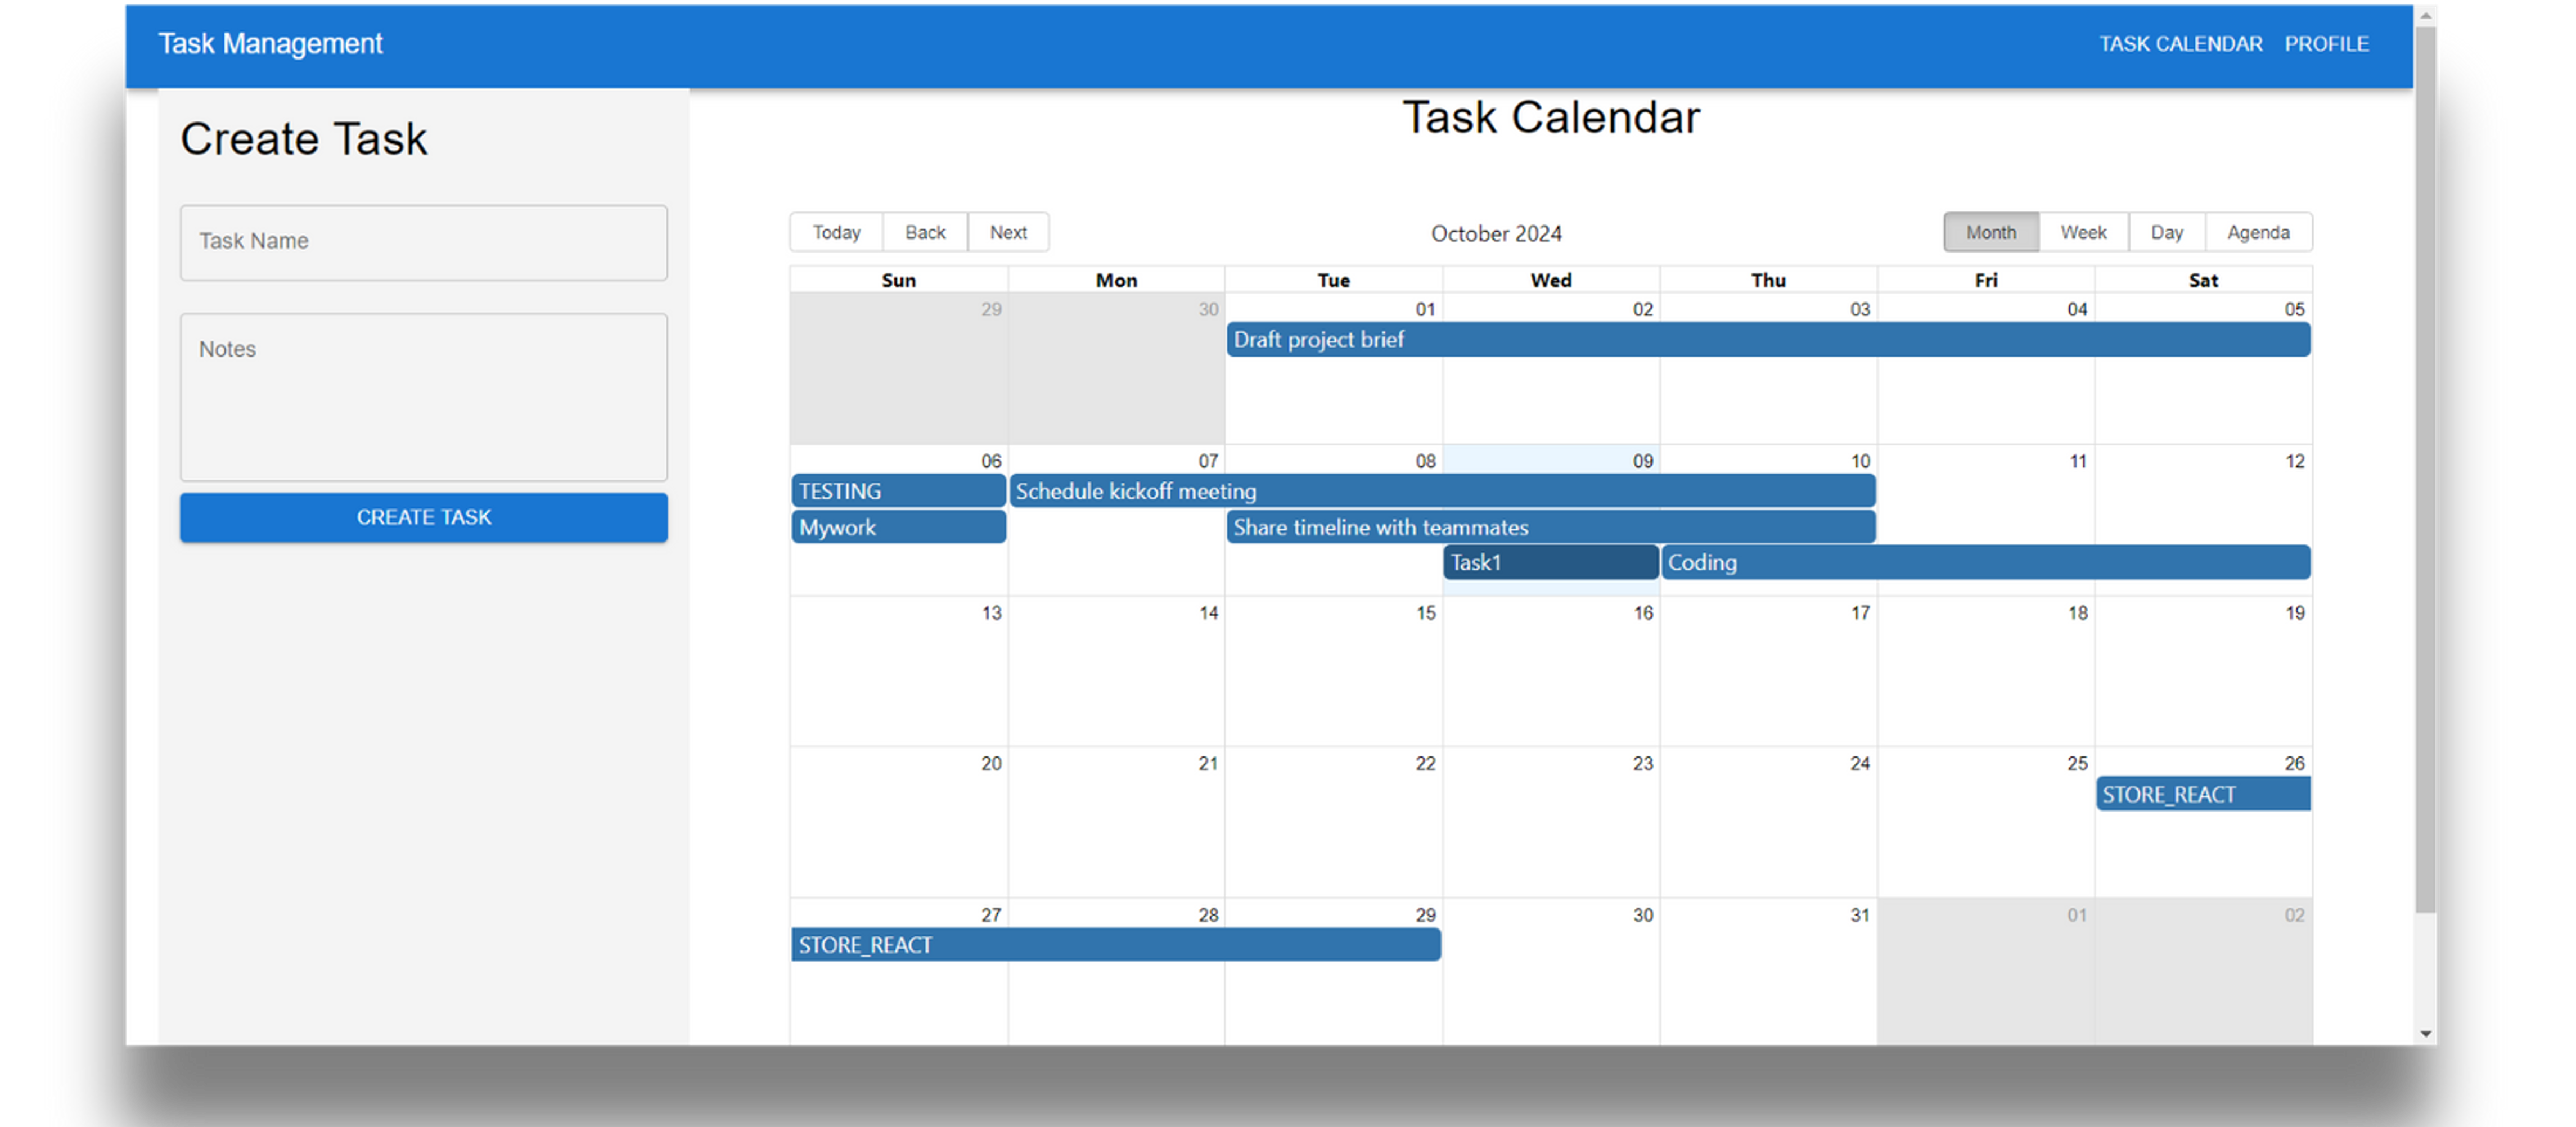 Task Management
TASK CALENDAR PROFILE
Create Task
Task Name
Notes
CREATE TASK
Task Calendar
Today Back Next
October 2024
Month Week Day Agenda
Sun Mon Tue Wed Thu Fri Sat
29 30 01 02 03 04 05
Draft project brief
06 07 08 09 10 11 12
TESTING Schedule kickoff meeting
Mywork Share timeline with teammates
Task1 Coding
13 14 15 16 17 18 19
20 21 22 23 24 25 26
STORE_REACT
27 28 29 30 31 01 02
STORE_REACT